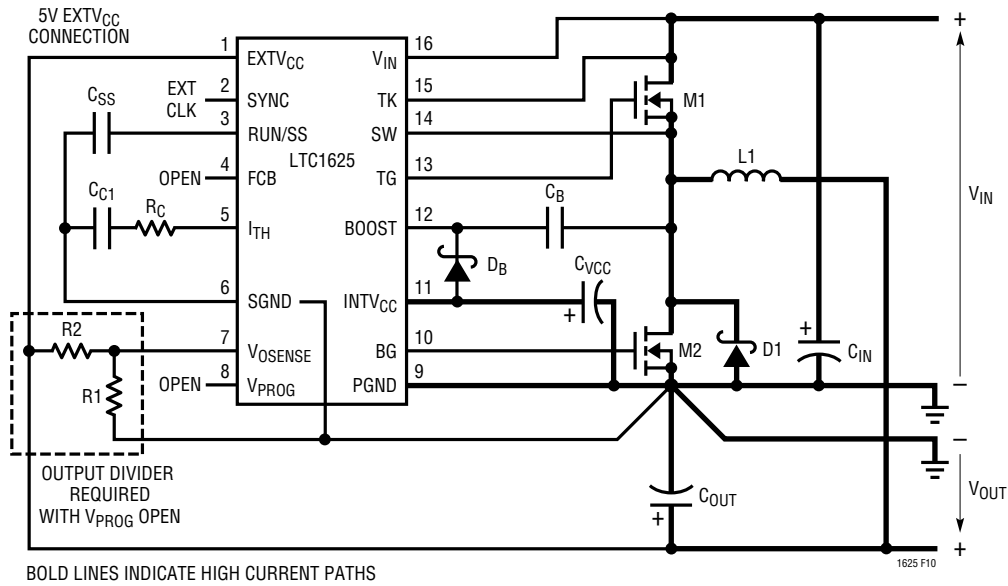 5V EXTVCC
CONNECTION
1
EXTVCC
VIN
16
+
EXT
CLK
2
SYNC
TK
15
M1
CSS
3
RUN/SS
SW
14
LTC1625
OPEN
4
FCB
TG
13
L1
VIN
CC1
RC
5
ITH
BOOST
12
CB
DB
CVCC
6
SGND
INTVCC
11
+
R2
7
VOSENSE
BG
10
M2
D1
+
CIN
R1
OPEN
8
VPROG
PGND
9
–
–
OUTPUT DIVIDER
REQUIRED
WITH VPROG OPEN
COUT
+
VOUT
+
1625 F10
BOLD LINES INDICATE HIGH CURRENT PATHS